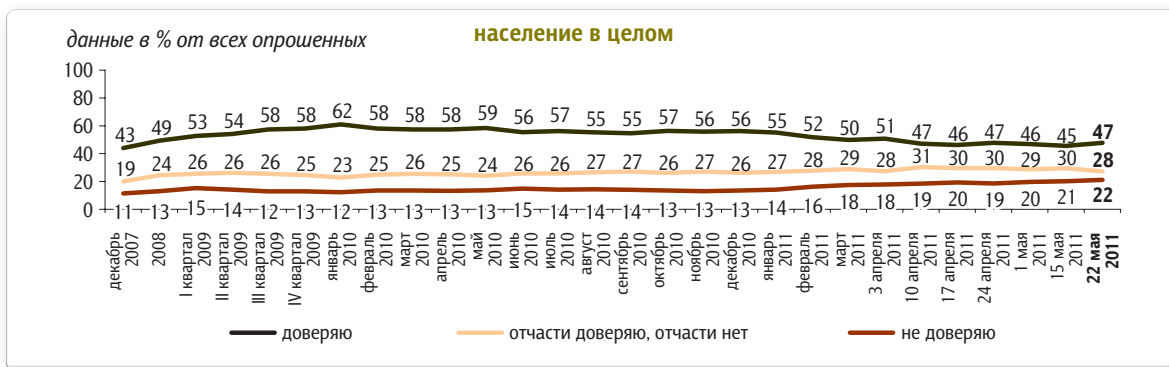 данные в % от всех опрошенных
население в целом
100
80
60
40
20
0
43 49 53 54 58 58 62 58 58 58 59 56 57 55 55 57 56 56 55 52 50 51 47 46 47 46 45 47
19 24 26 26 26 25 23 25 26 25 24 26 26 27 27 26 27 26 27 28 29 28 31 30 30 29 30 28
11 13 15 14 12 13 12 13 13 13 13 15 14 14 14 13 13 13 14 16 18 18 19 20 19 20 21 22
декабрь
2007
2008
I квартал
2009
II квартал
2009
III квартал
2009
IV квартал
2009
январь
2010
февраль
2010
март
2010
апрель
2010
май
2010
июнь
2010
июль
2010
август
2010
сентябрь
2010
октябрь
2010
ноябрь
2010
декабрь
2010
январь
2011
февраль
2011
март
2011
3 апреля
2011
10 апреля
2011
17 апреля
2011
24 апреля
2011
1 мая
2011
15 мая
2011
22 мая
2011
доверяю
отчасти доверяю, отчасти нет
не доверяю